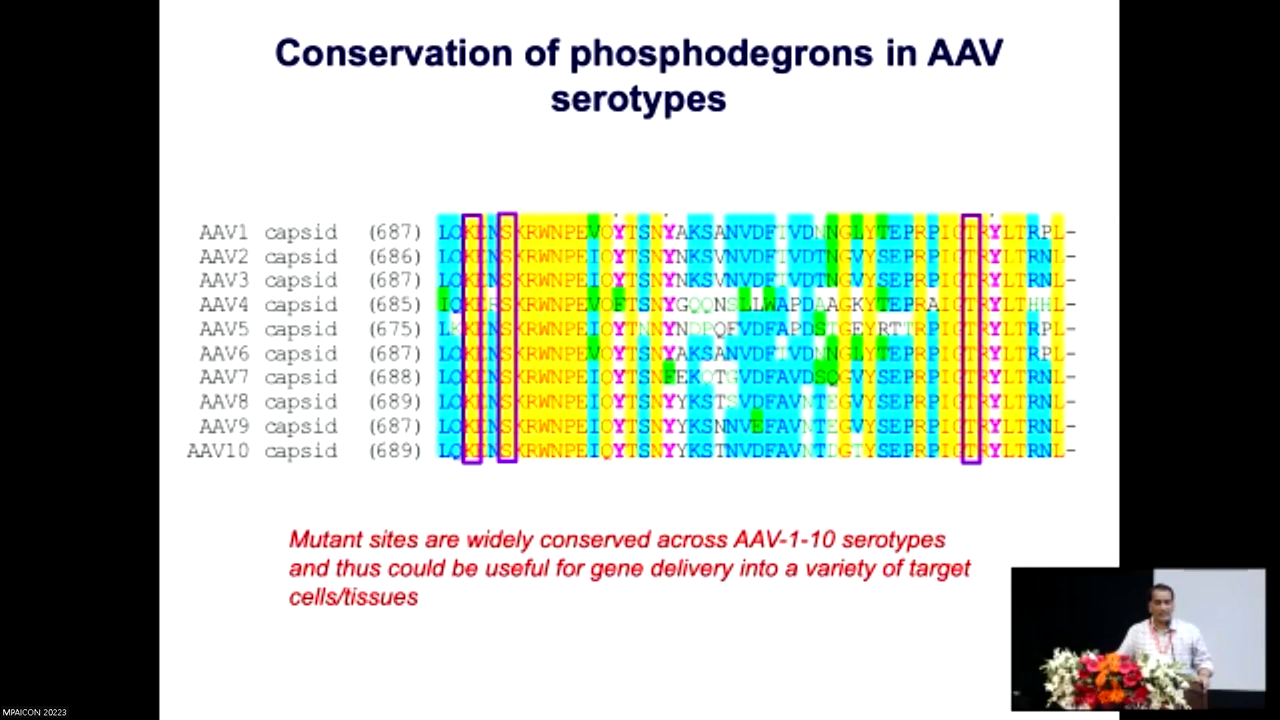 Conservation of phosphodegrons in AAV
serotypes
AAV1 capsid (687) LQKENSKRWNPEVQYTSNYAKSANVDFTVDNNGLYTEPRPIGTRYLTRPL-
AAV2 capsid (686) LQKENSKRWNPEIQYTSNYNKSVNVDFTVDTNGVYSEPRPIGTRYLTRNL-
AAV3 capsid (687) LQKENSKRWNPEIQYTSNYNKSVNVDFTVDTNGVYSEPRPIGTRYLTRNL-
AAV4 capsid (685) IQKERSKRWNPEVQFTSNYGQQNSLLWAPDAAGKYTEPRAIGTRYLTHHL-
AAV5 capsid (675) LKKENSKRWNPEIQYTNNYNDPQFVDFAPDSTGEYRTTRPIGTRYLTRPL-
AAV6 capsid (687) LQKENSKRWNPEVQYTSNYAKSANVDFTVDNNGLYTEPRPIGTRYLTRPL-
AAV7 capsid (688) LQKENSKRWNPEIQYTSNFEKQTGVDFAVDSQGVYSEPRPIGTRYLTRNL-
AAV8 capsid (689) LQKENSKRWNPEIQYTSNYYKSTSVDFAVNTEGVYSEPRPIGTRYLTRNL-
AAV9 capsid (687) LQKENSKRWNPEIQYTSNYYKSNNVEFAVNTEGVYSEPRPIGTRYLTRNL-
AAV10 capsid (689) LQKENSKRWNPEIQYTSNYYKSTNVDFAVNTDGTYSEPRPIGTRYLTRNL-
Mutant sites are widely conserved across AAV-1-10 serotypes
and thus could be useful for gene delivery into a variety of target
cells/tissues
MPAICON 20223